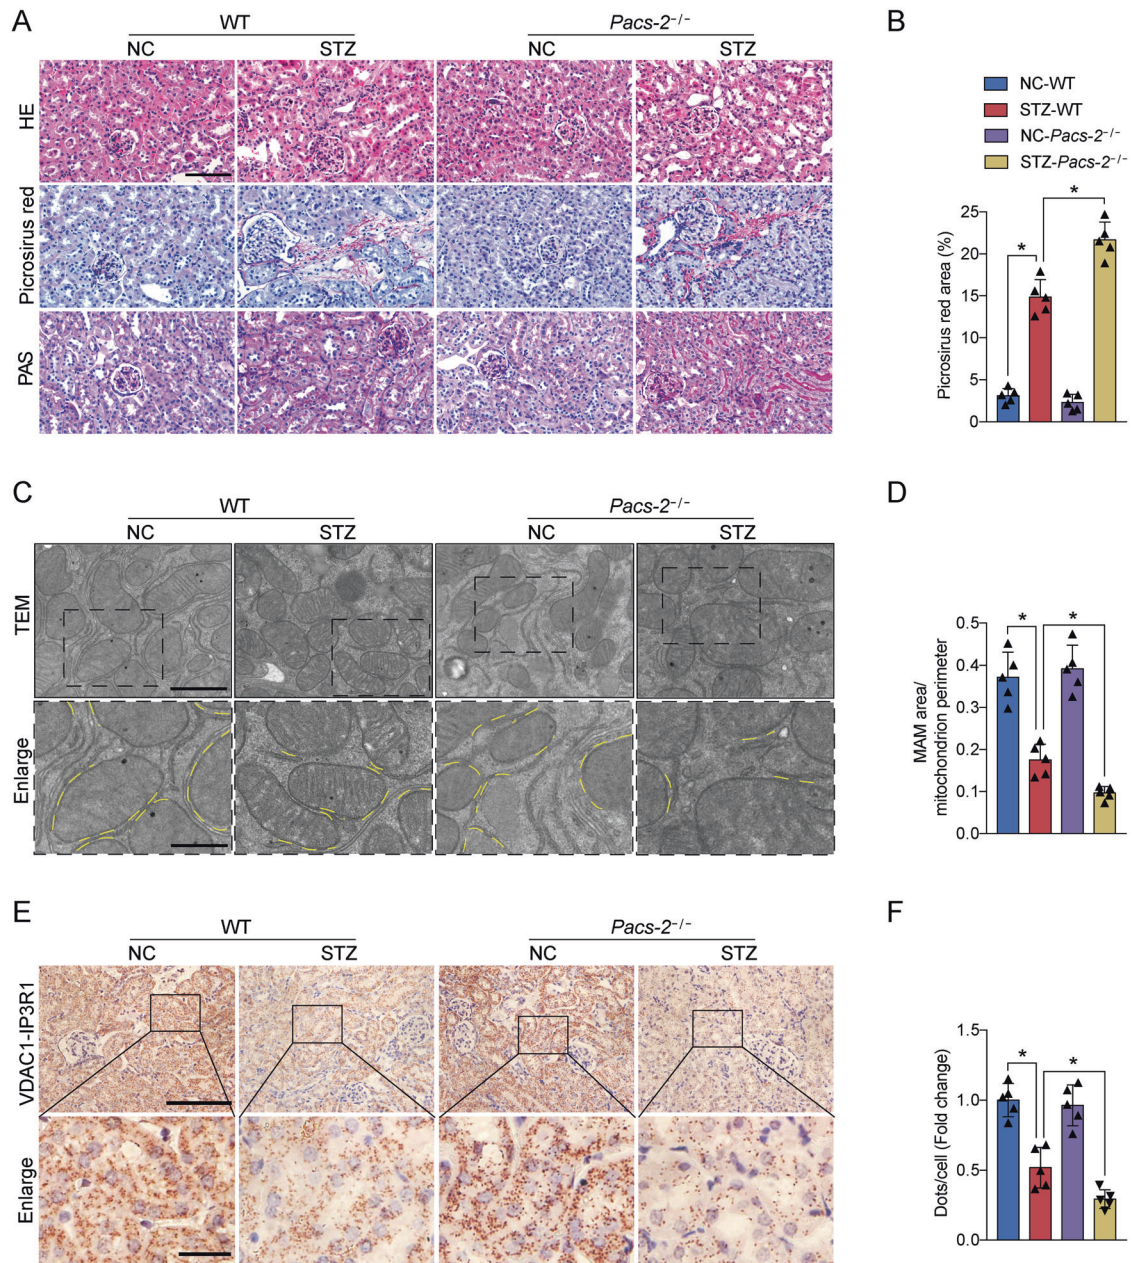 A
WT
Pacs-2⁻/⁻
NC
STZ
NC
STZ
HE
Picrosirus red
PAS
B
NC-WT
STZ-WT
NC-Pacs-2⁻/⁻
STZ-Pacs-2⁻/⁻
Picrosirus red area (%)
25
20
15
10
5
0
*
*
C
WT
Pacs-2⁻/⁻
NC
STZ
NC
STZ
TEM
Enlarge
D
MAM area/
mitochondrion perimeter
0.5
0.4
0.3
0.2
0.1
0.0
*
*
E
WT
Pacs-2⁻/⁻
NC
STZ
NC
STZ
VDAC1-IP3R1
Enlarge
F
Dots/cell (Fold change)
1.5
1.0
0.5
0.0
*
*